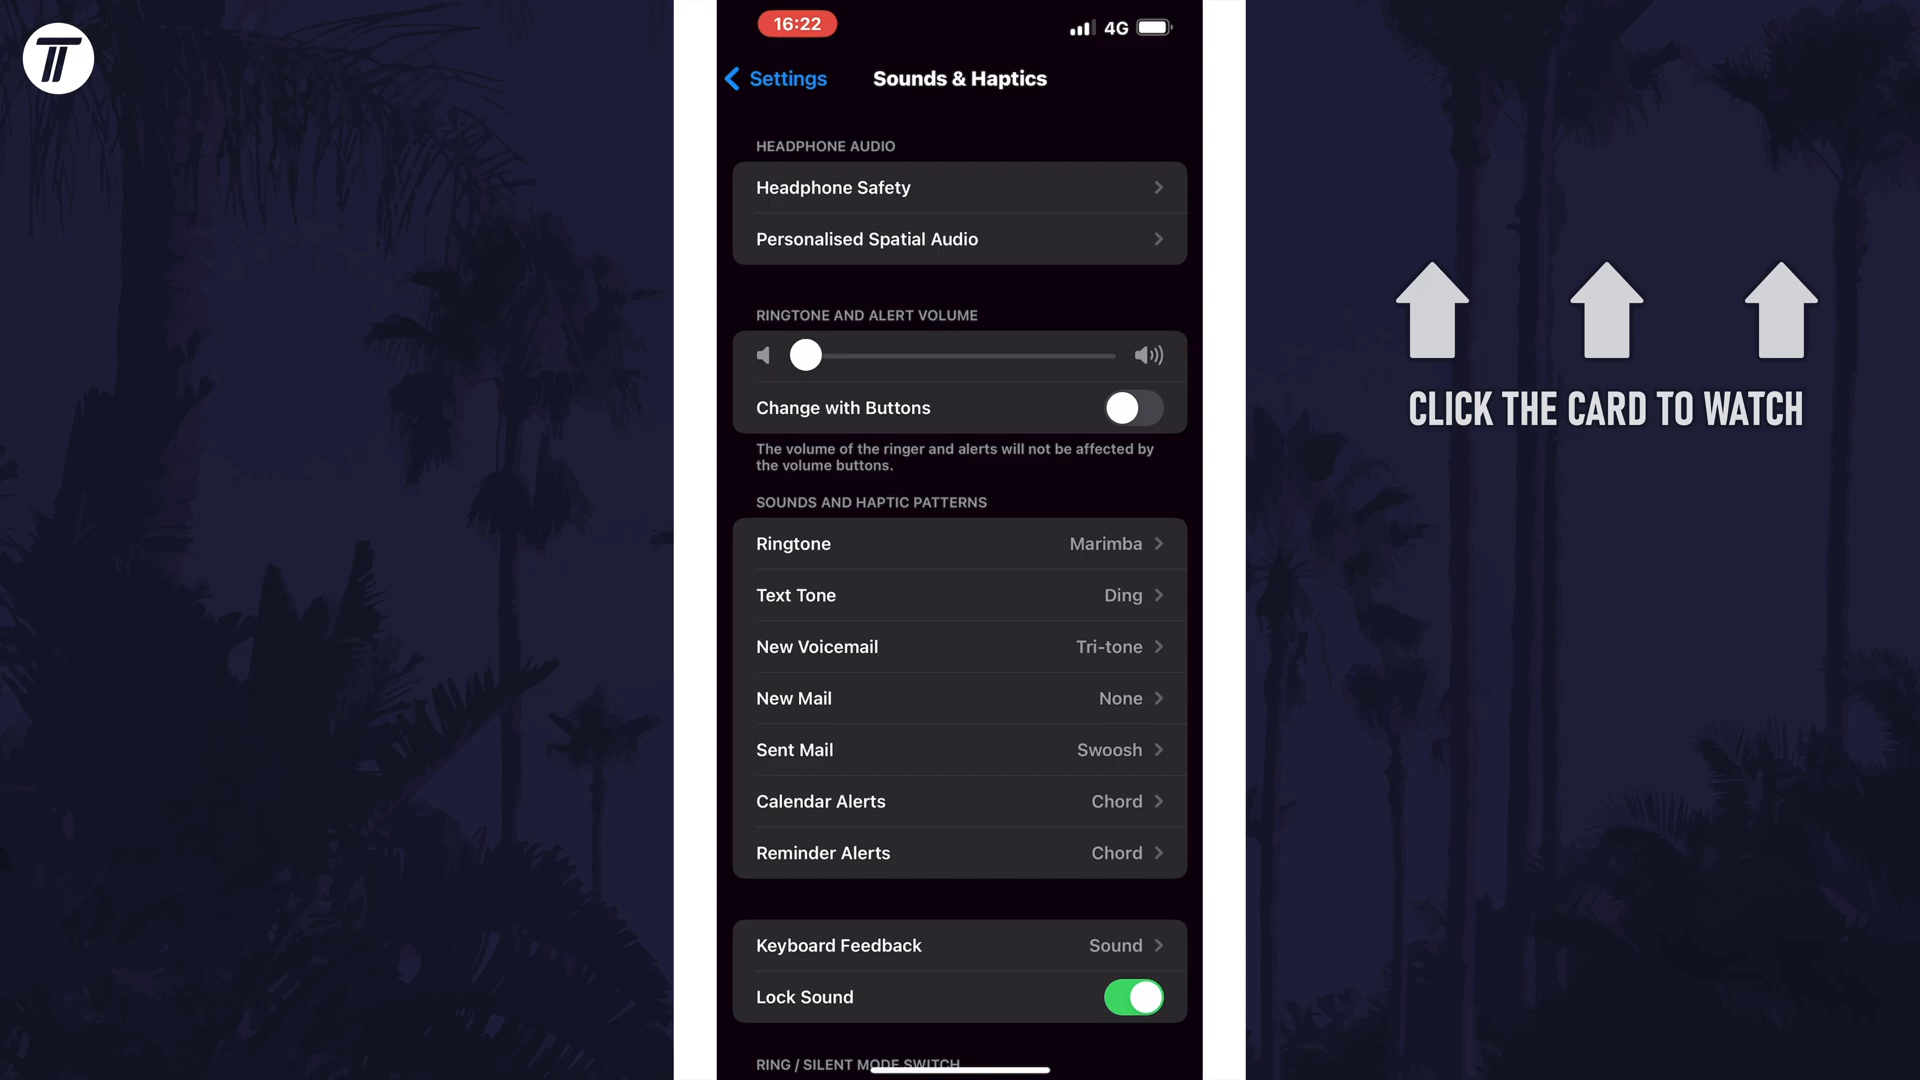 16:22
4G
Settings
Sounds & Haptics
HEADPHONE AUDIO
Headphone Safety
Personalised Spatial Audio
RINGTONE AND ALERT VOLUME
Change with Buttons
The volume of the ringer and alerts will not be affected by
the volume buttons.
SOUNDS AND HAPTIC PATTERNS
Ringtone Marimba
Text Tone Ding
New Voicemail Tri-tone
New Mail None
Sent Mail Swoosh
Calendar Alerts Chord
Reminder Alerts Chord
Keyboard Feedback Sound
Lock Sound
RING / SILENT MODE SWITCH
CLICK THE CARD TO WATCH